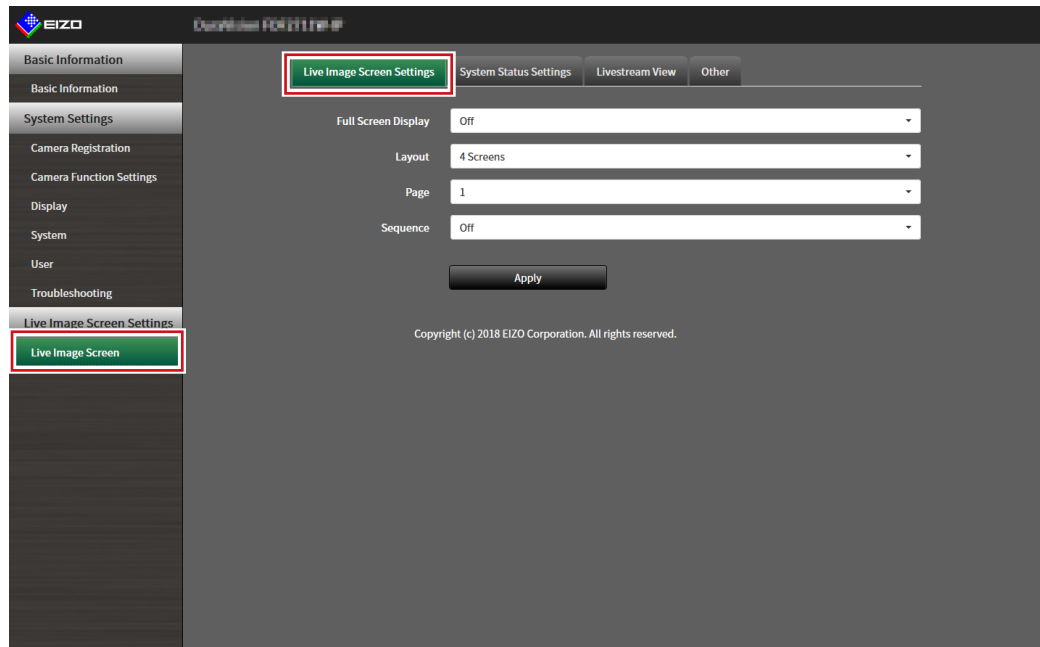 EIZO
Basic Information
Basic Information
System Settings
Camera Registration
Camera Function Settings
Display
System
User
Troubleshooting
Live Image Screen Settings
Live Image Screen
Live Image Screen Settings System Status Settings Livestream View Other
Full Screen Display Off
Layout 4 Screens
Page 1
Sequence Off
Apply
Copyright (c) 2018 EIZO Corporation. All rights reserved.